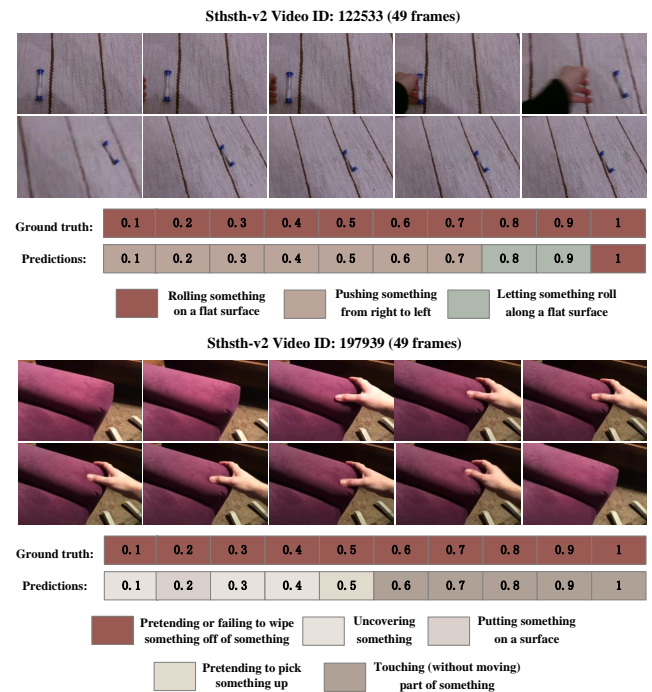 Sthsth-v2 Video ID: 122533 (49 frames)
Ground truth: 0.1 0.2 0.3 0.4 0.5 0.6 0.7 0.8 0.9 1
Predictions: 0.1 0.2 0.3 0.4 0.5 0.6 0.7 0.8 0.9 1
Rolling something
on a flat surface
Pushing something
from right to left
Letting something roll
along a flat surface
Sthsth-v2 Video ID: 197939 (49 frames)
Ground truth: 0.1 0.2 0.3 0.4 0.5 0.6 0.7 0.8 0.9 1
Predictions: 0.1 0.2 0.3 0.4 0.5 0.6 0.7 0.8 0.9 1
Pretending or failing to wipe
something off of something
Uncovering
something
Putting something
on a surface
Pretending to pick
something up
Touching (without moving)
part of something